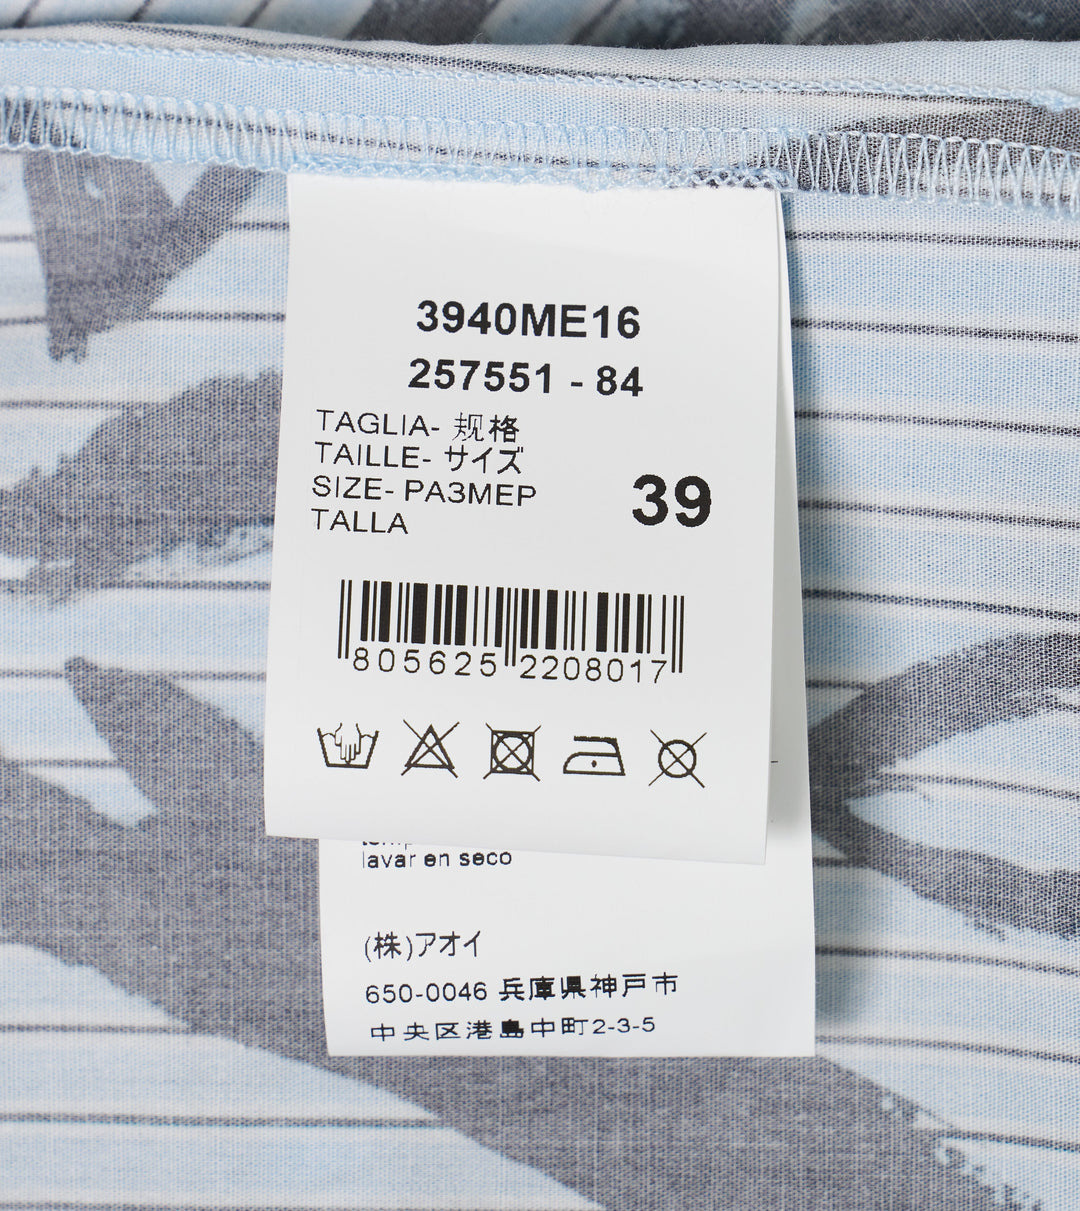 3940ME16
257551 - 84
TAGLIA- 规格
TAILLE- サイズ
SIZE- РАЗМЕР
TALLA
39
805625 2208017
lavar en seco
(株)アオイ
650-0046 兵庫県神戸市
中央区港島中町2-3-5